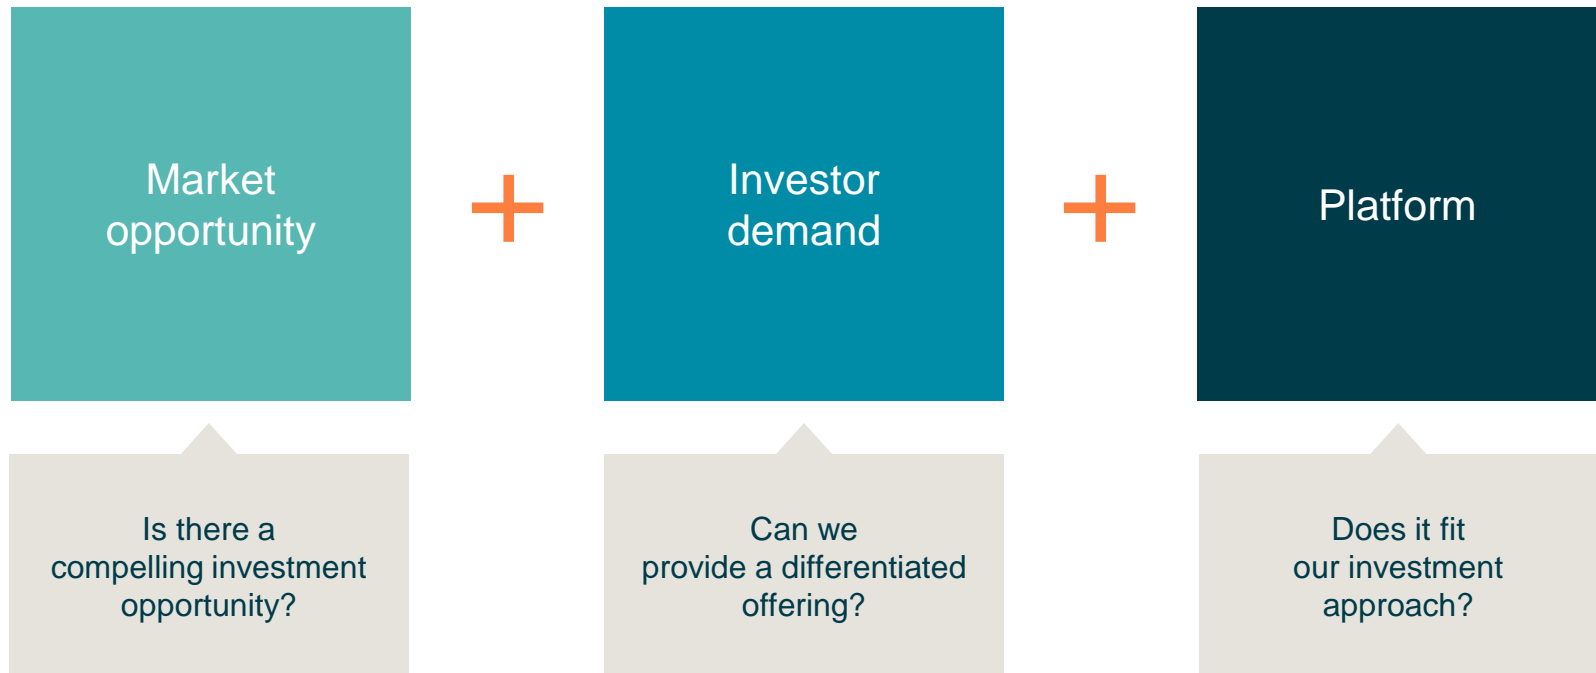 Market
opportunity
Investor
demand
Platform
Is there a
compelling investment
opportunity?
Can we
provide a differentiated
offering?
Does it fit
our investment
approach?